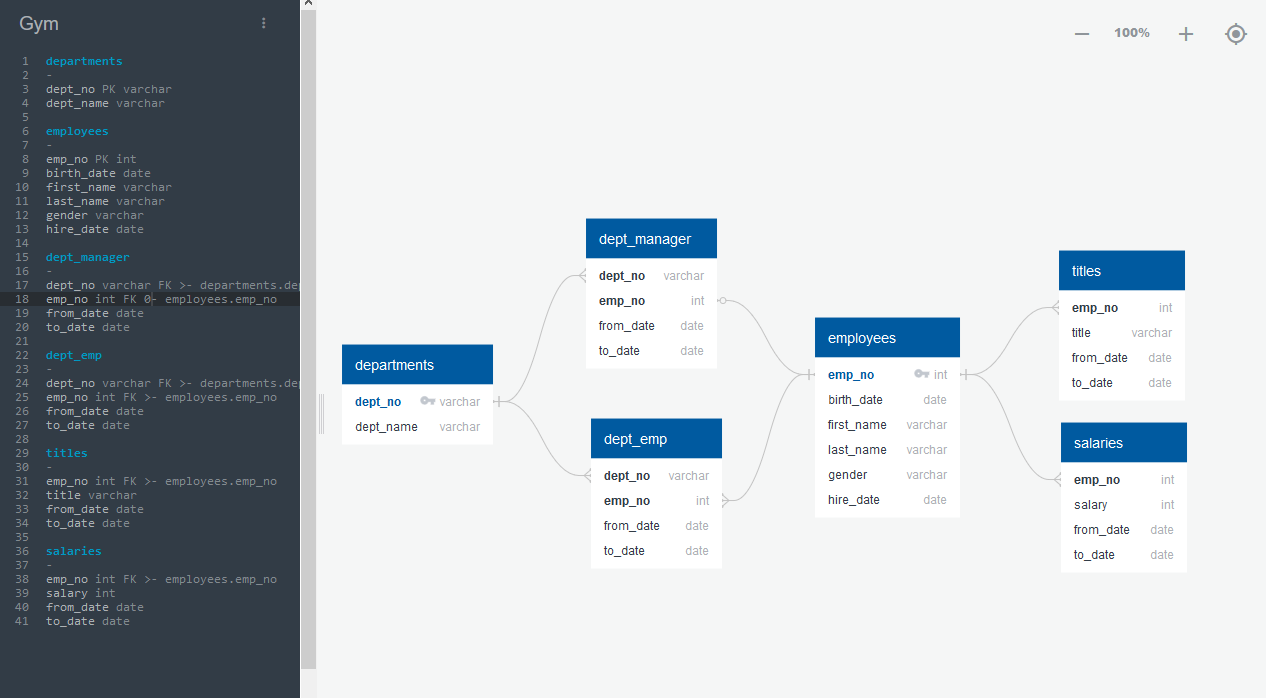 Gym
1 departments
2 -
3 dept_no PK varchar
4 dept_name varchar
5
6 employees
7 -
8 emp_no PK int
9 birth_date date
10 first_name varchar
11 last_name varchar
12 gender varchar
13 hire_date date
14
15 dept_manager
16 -
17 dept_no varchar FK >- departments.dep
18 emp_no int FK 0- employees.emp_no
19 from_date date
20 to_date date
21
22 dept_emp
23 -
24 dept_no varchar FK >- departments.dep
25 emp_no int FK >- employees.emp_no
26 from_date date
27 to_date date
28
29 titles
30 -
31 emp_no int FK >- employees.emp_no
32 title varchar
33 from_date date
34 to_date date
35
36 salaries
37 -
38 emp_no int FK >- employees.emp_no
39 salary int
40 from_date date
41 to_date date
100%
departments
dept_no varchar
dept_name varchar
dept_manager
dept_no varchar
emp_no int
from_date date
to_date date
dept_emp
dept_no varchar
emp_no int
from_date date
to_date date
employees
emp_no int
birth_date date
first_name varchar
last_name varchar
gender varchar
hire_date date
titles
emp_no int
title varchar
from_date date
to_date date
salaries
emp_no int
salary int
from_date date
to_date date